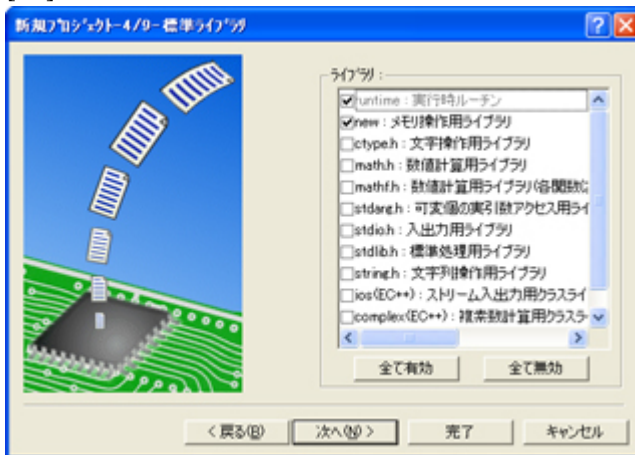 新規プロジェクト-4/9-標準ライブラリ
ライブラリ :
runtime : 実行時ルーチン
new : メモリ操作用ライブラリ
ctype.h : 文字操作用ライブラリ
math.h : 数値計算用ライブラリ
mathf.h : 数値計算用ライブラリ(各関数に
stdarg.h : 可変個の実引数アクセス用ライ
stdio.h : 入出力用ライブラリ
stdlib.h : 標準処理用ライブラリ
string.h : 文字列操作用ライブラリ
ios(EC++) : ストリーム入出力用クラスライ
complex(EC++) : 複素数計算用クラスラ
全て有効
全て無効
< 戻る(B)
次へ(N) >
完了
キャンセル